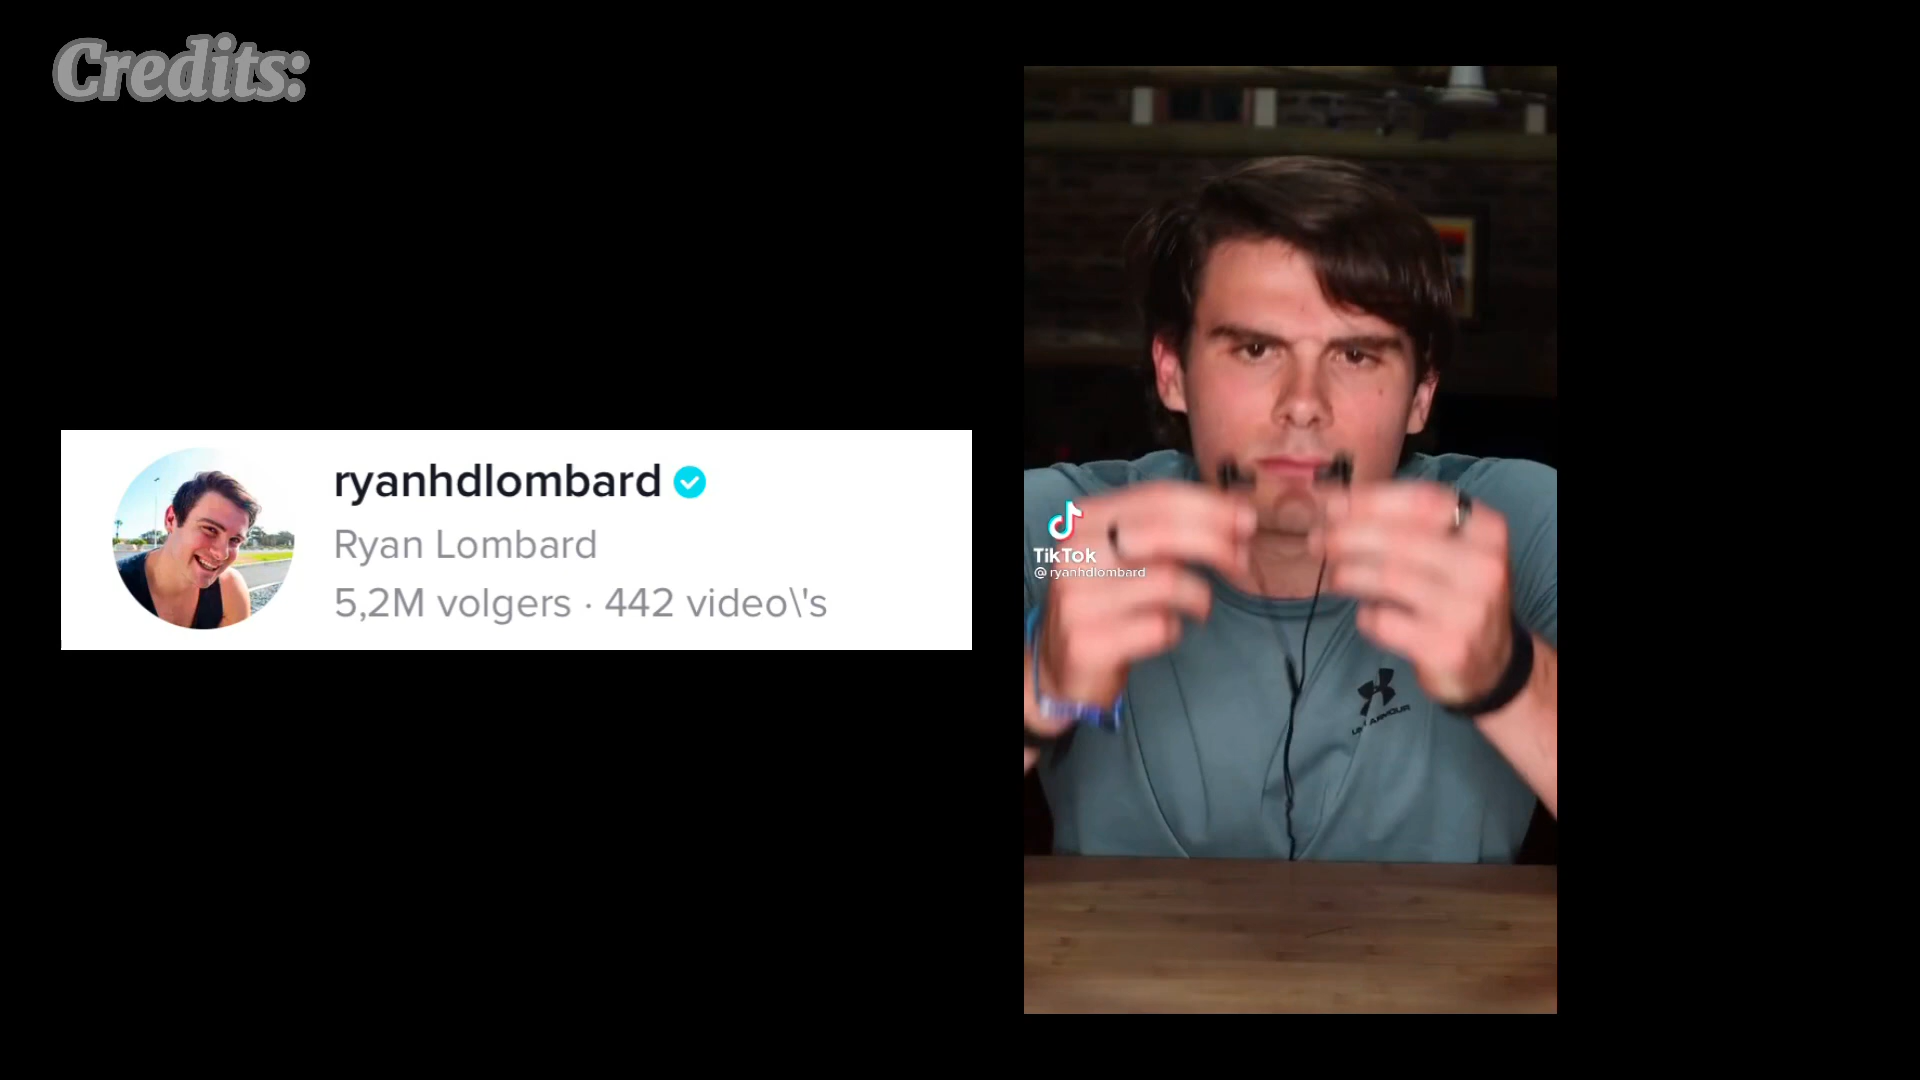 Credits:
ryanhdlombard
Ryan Lombard
5,2M volgers · 442 video\'s
TikTok
@ryanhdlombard